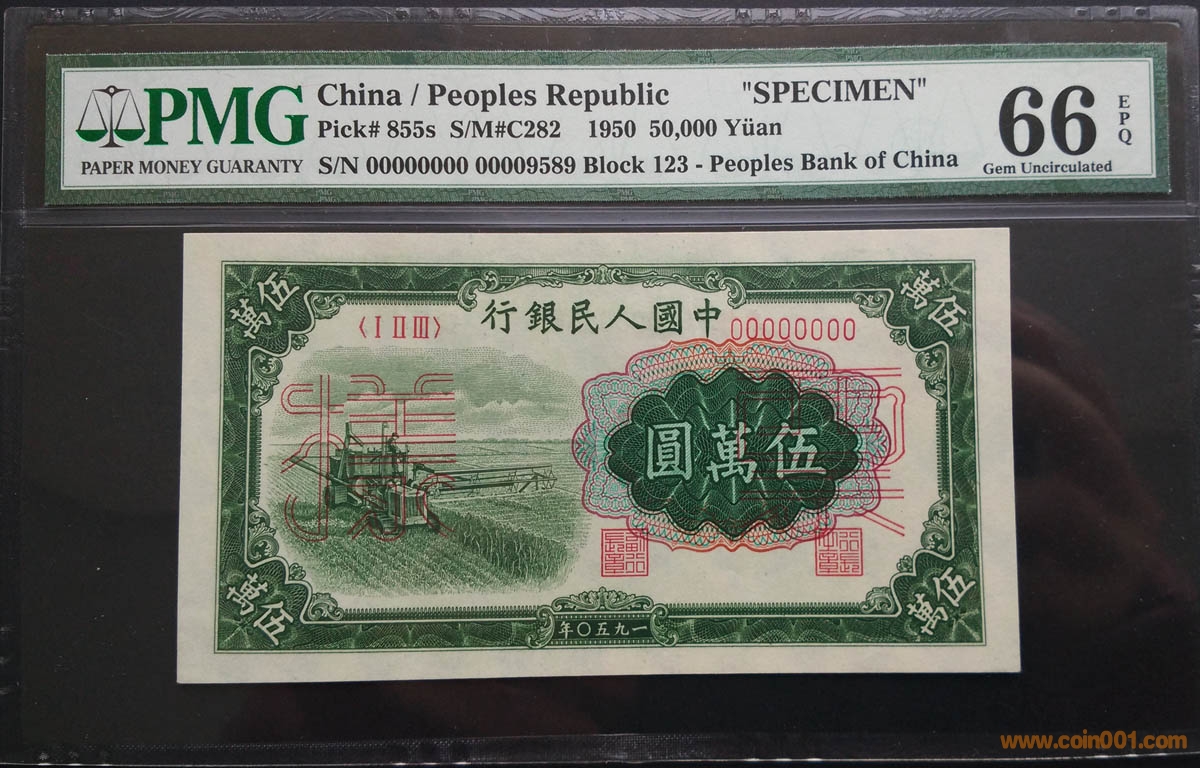 PMG
PAPER MONEY GUARANTY
China / Peoples Republic "SPECIMEN"
Pick# 855s S/M#C282 1950 50,000 Yüan
S/N 00000000 00009589 Block 123 - Peoples Bank of China
66
EPQ
Gem Uncirculated
伍萬
行銀民人國中
伍萬
〈I II III〉
00000000
票樣
圓萬伍
伍萬
伍萬
年〇五九一
www.coin001.com